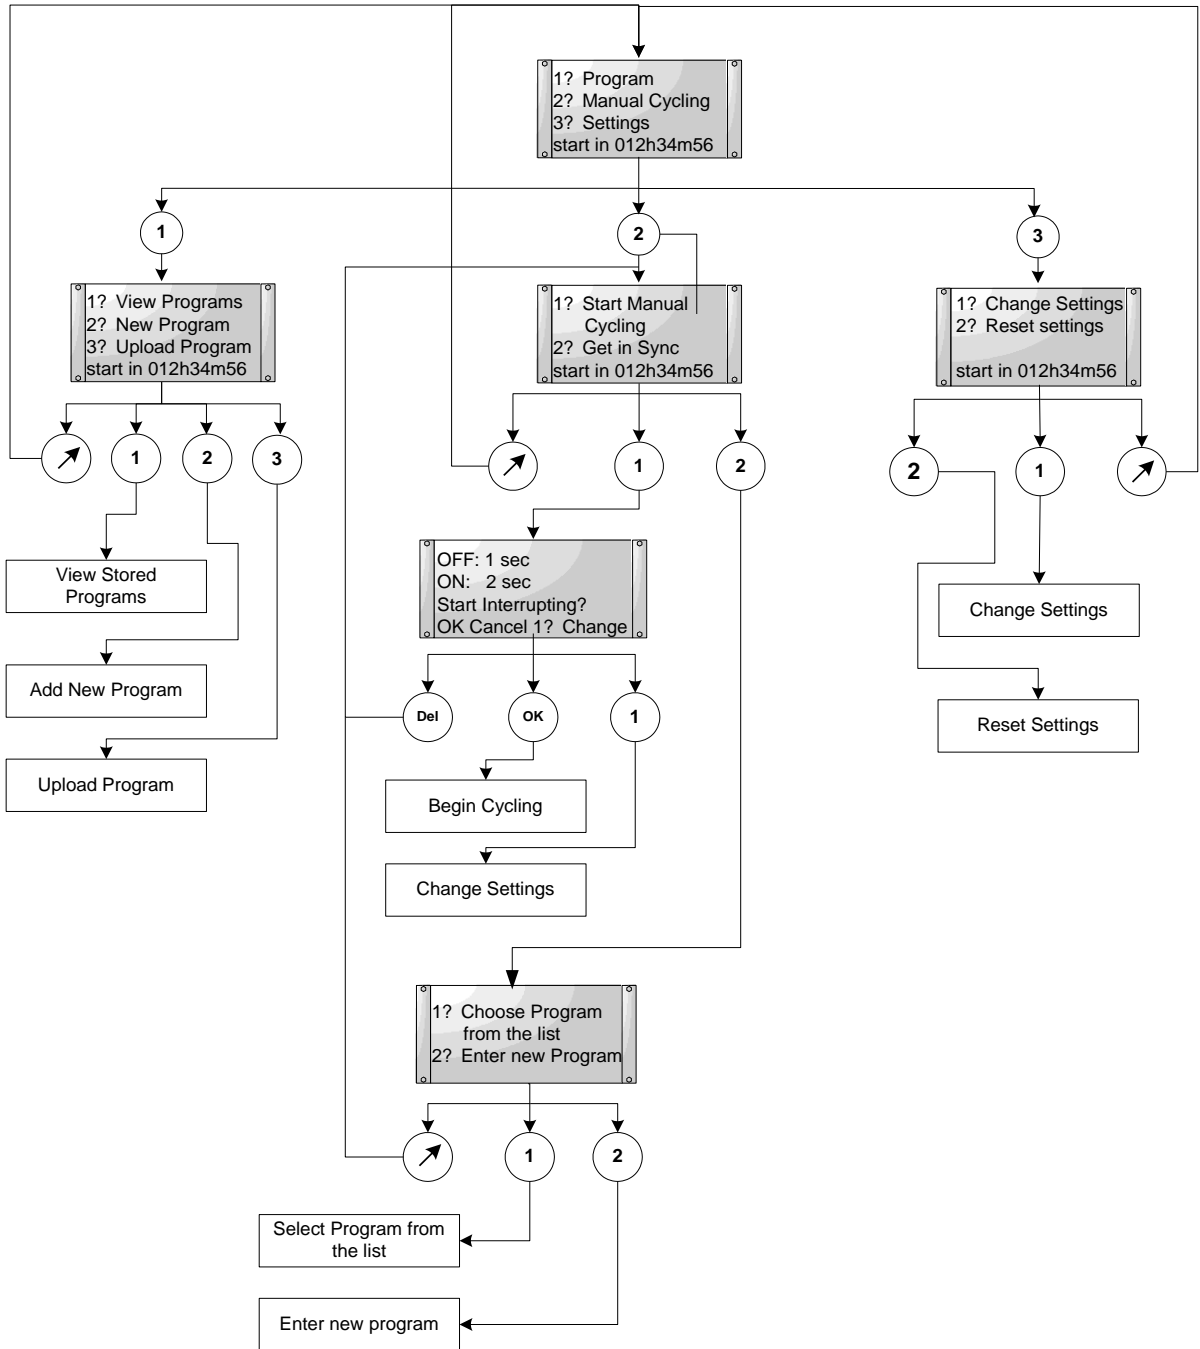 1? Program
2? Manual Cycling
3? Settings
start in 012h34m56
1
2
3
1? View Programs
2? New Program
3? Upload Program
start in 012h34m56
1? Start Manual
Cycling
2? Get in Sync
start in 012h34m56
1? Change Settings
2? Reset settings
start in 012h34m56
1
2
3
1
2
2
1
OFF: 1 sec
ON: 2 sec
Start Interrupting?
OK Cancel 1? Change
View Stored
Programs
Change Settings
Add New Program
Del
OK
1
Reset Settings
Upload Program
Begin Cycling
Change Settings
1? Choose Program
from the list
2? Enter new Program
1
2
Select Program from
the list
Enter new program